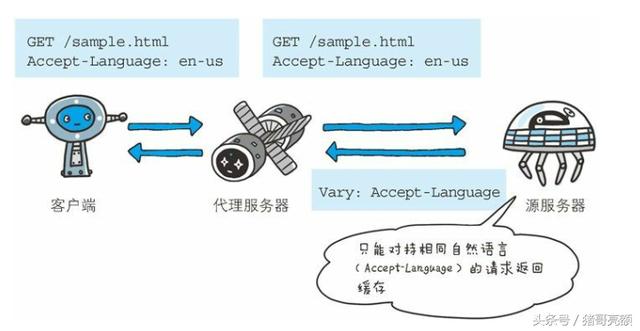 GET /sample.html
Accept-Language: en-us
GET /sample.html
Accept-Language: en-us
客户端
代理服务器
Vary: Accept-Language
源服务器
只能对持相同自然语言
(Accept-Language)的请求返回
缓存
头条号/猪哥亮额